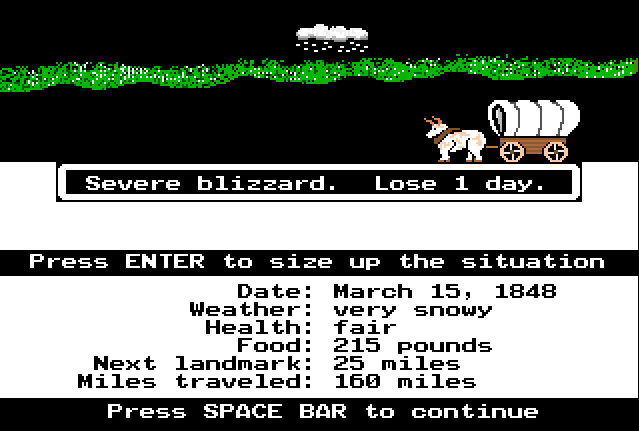 Severe blizzard.  Lose 1 day.
Press ENTER to size up the situation
Date: March 15, 1848
Weather: very snowy
Health: fair
Food: 215 pounds
Next landmark: 25 miles
Miles traveled: 160 miles
Press SPACE BAR to continue